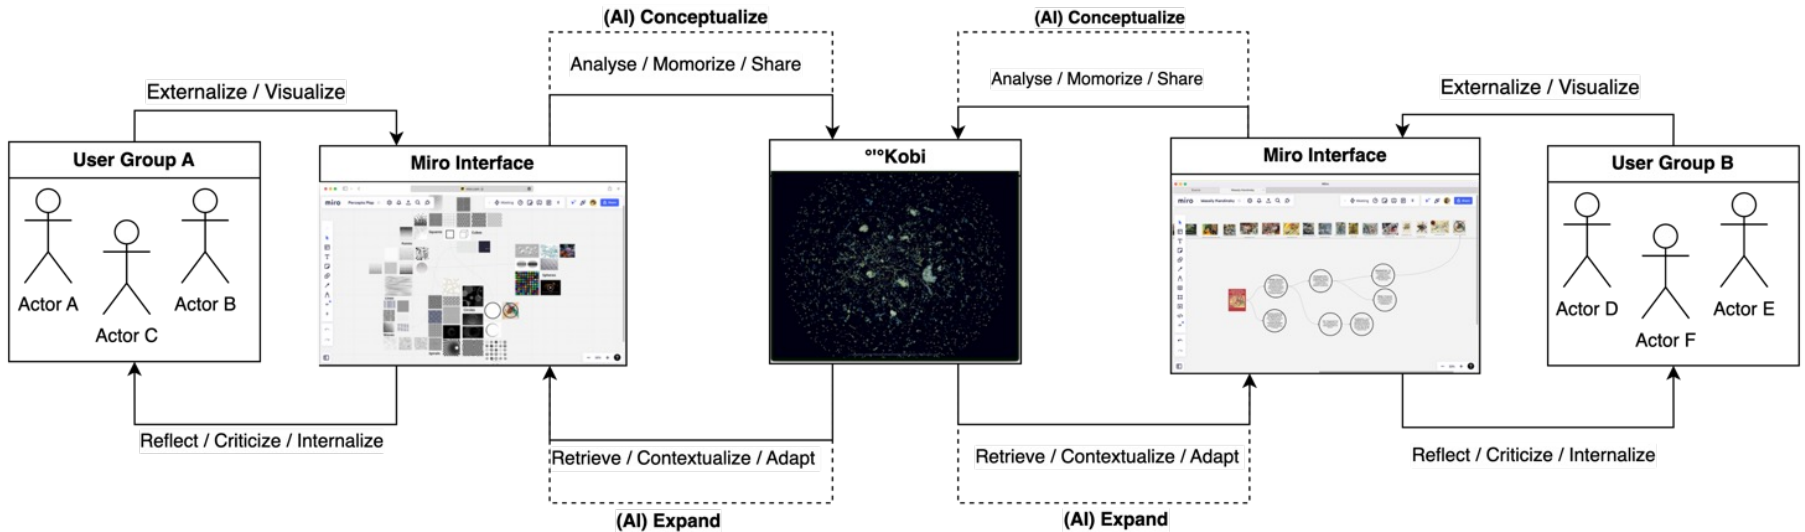 (AI) Conceptualize
(AI) Conceptualize
Analyse / Momorize / Share
Analyse / Momorize / Share
Externalize / Visualize
Externalize / Visualize
User Group A
Miro Interface
°'°Kobi
Miro Interface
User Group B
miro
miro
Actor A
Actor B
Actor C
Actor D
Actor E
Actor F
Reflect / Criticize / Internalize
Retrieve / Contextualize / Adapt
Retrieve / Contextualize / Adapt
Reflect / Criticize / Internalize
(AI) Expand
(AI) Expand